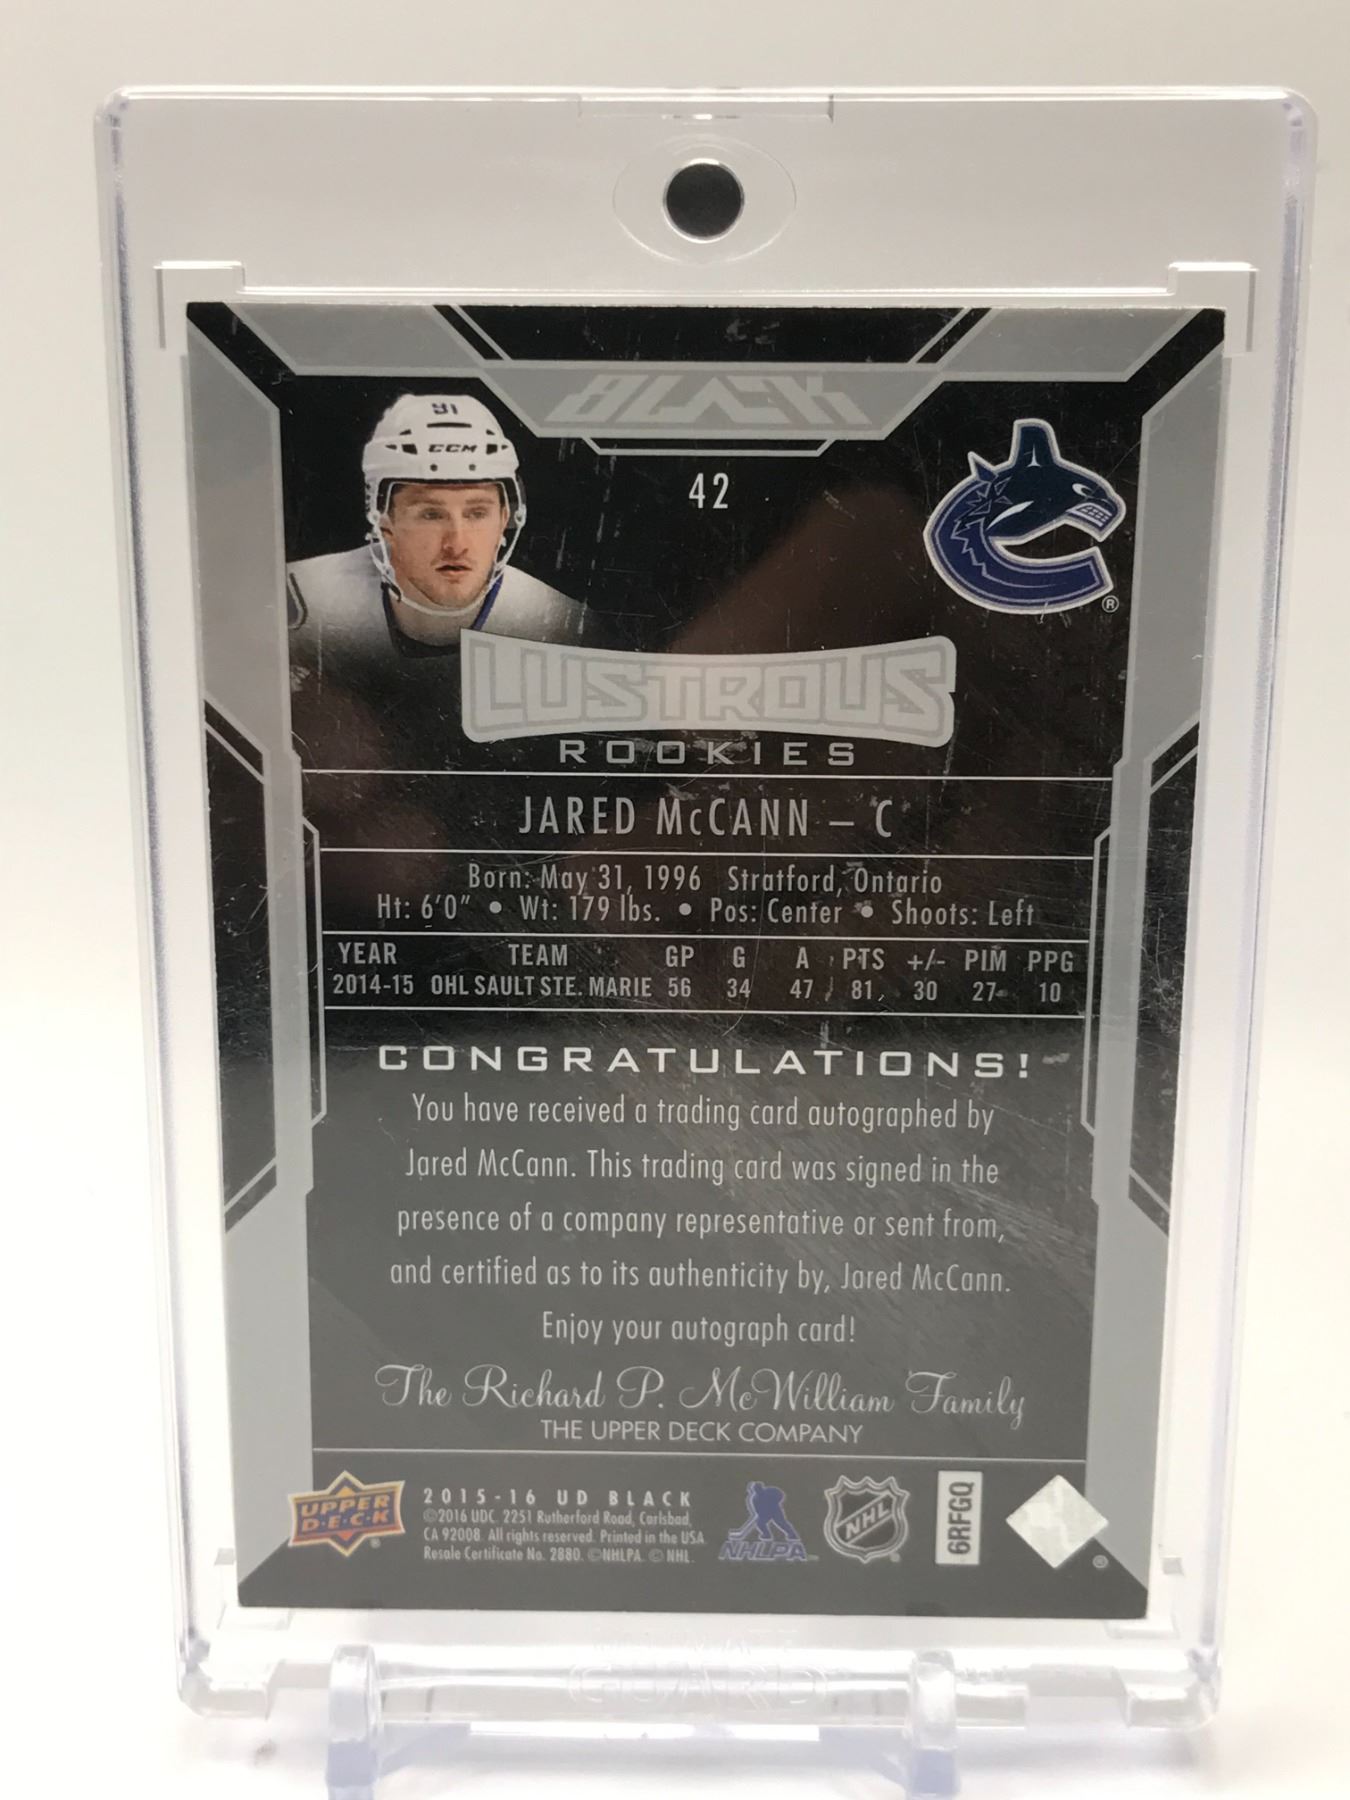 91
CCM
BLACK
42
®
LUSTROUS
ROOKIES
JARED McCANN – C
Born: May 31, 1996 Stratford, Ontario
Ht: 6'0" • Wt: 179 lbs. • Pos: Center • Shoots: Left
YEAR TEAM GP G A PTS +/- PIM PPG
2014-15 OHL SAULT STE. MARIE 56 34 47 81 30 27 10
CONGRATULATIONS!
You have received a trading card autographed by
Jared McCann. This trading card was signed in the
presence of a company representative or sent from,
and certified as to its authenticity by, Jared McCann.
Enjoy your autograph card!
The Richard P. McWilliam Family
THE UPPER DECK COMPANY
UPPER
D·E·C·K
2015-16 UD BLACK
©2016 UDC. 2251 Rutherford Road, Carlsbad,
CA 92008. All rights reserved. Printed in the USA
Resale Certificate No. 2880. ©NHLPA. © NHL.
NHLPA
NHL
6RFGQ
GUARD